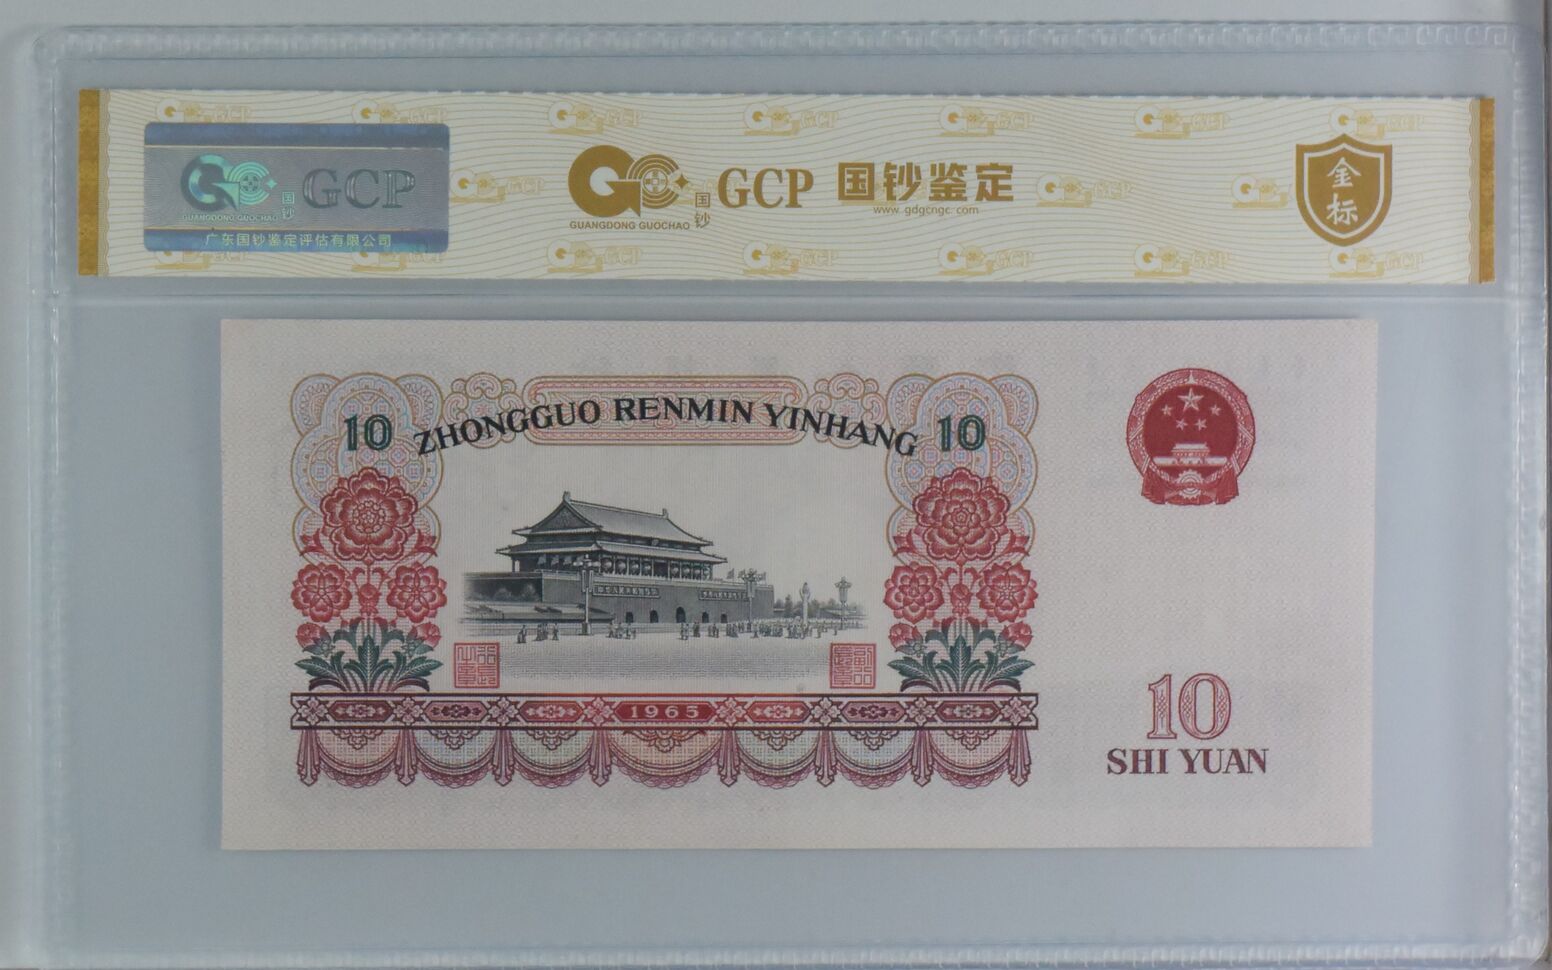 GCP
国钞
GUANGDONG GUOCHAO
广东国钞鉴定评估有限公司
国钞
GCP 国钞鉴定
GUANGDONG GUOCHAO
www.gdgcngc.com
金标
10 ZHONGGUO RENMIN YINHANG 10
1965
10
SHI YUAN